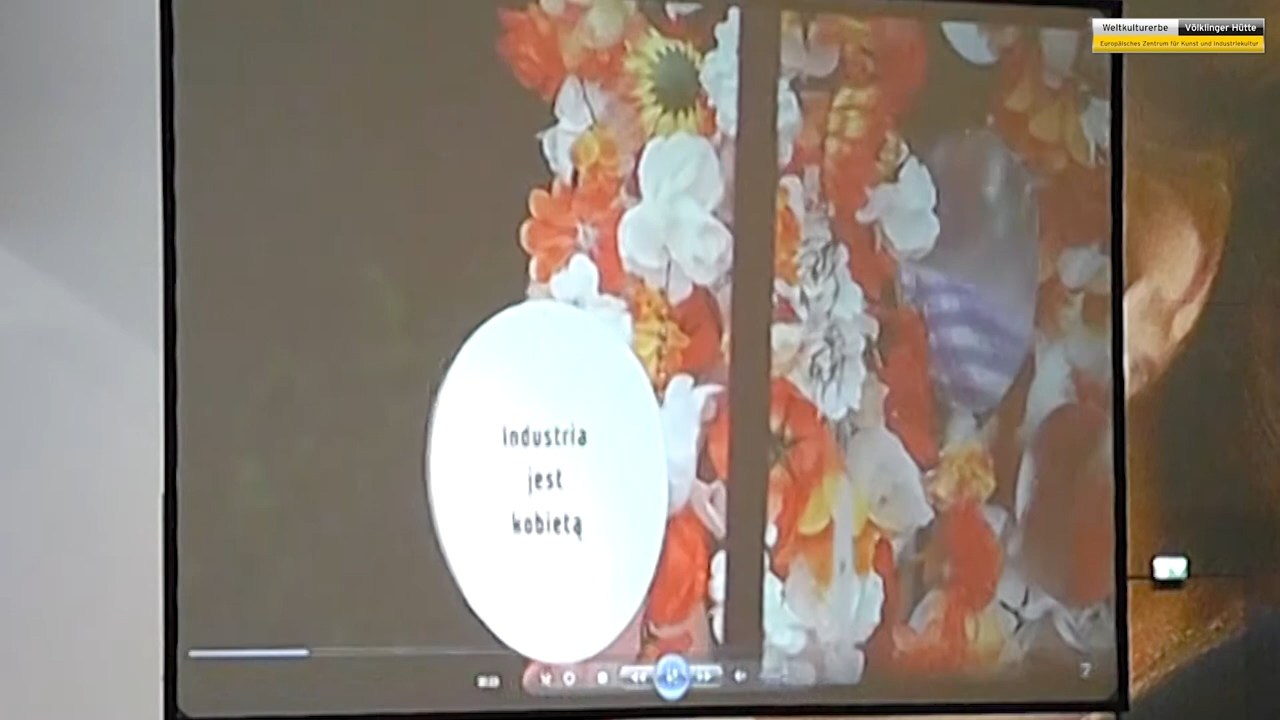 Weltkulturerbe Völklinger Hütte
Europäisches Zentrum für Kunst und Industriekultur
Industria
jest
kobietą